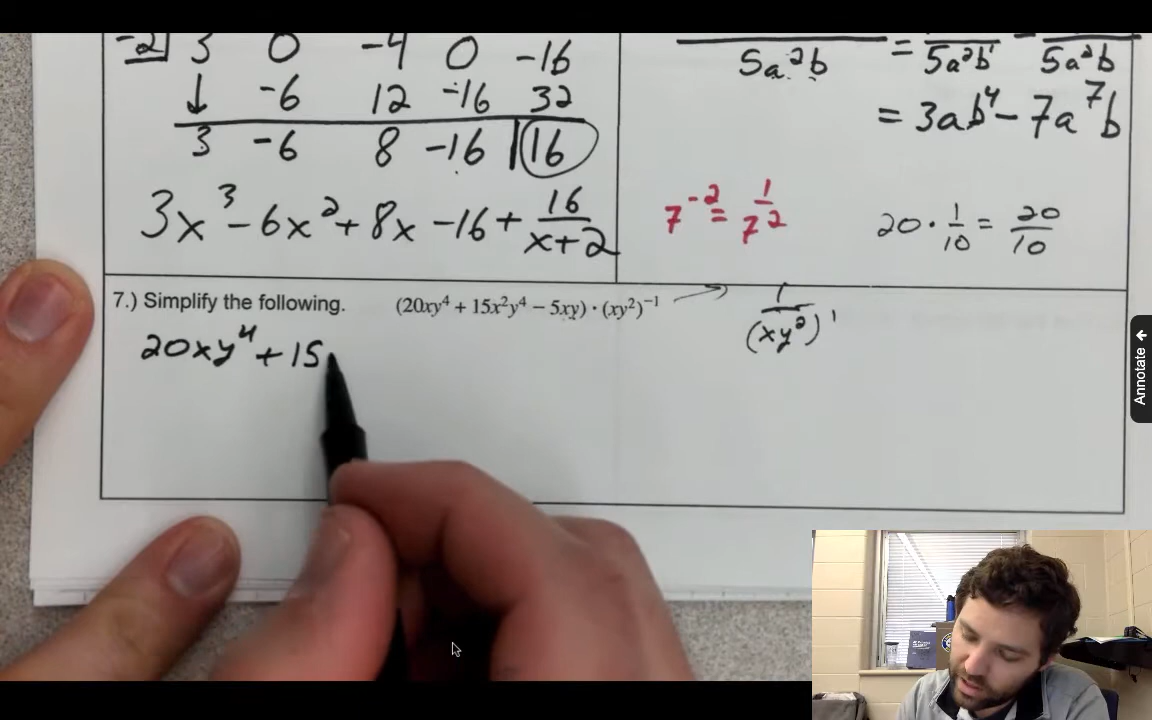 -2 3 0 -4 0 -16
↓ -6 12 -16 32
3 -6 8 -16 16
3x³ - 6x² + 8x - 16 + 16/(x+2)
5a²b = 5a²b - 5a²b
= 3ab⁴ - 7a⁷b
7⁻² = 1/7²
20 · 1/10 = 20/10
7.) Simplify the following. (20xy⁴ + 15x²y⁴ − 5xy) · (xy²)⁻¹ → 1/(xy²)¹
20xy⁴ + 15
Annotate